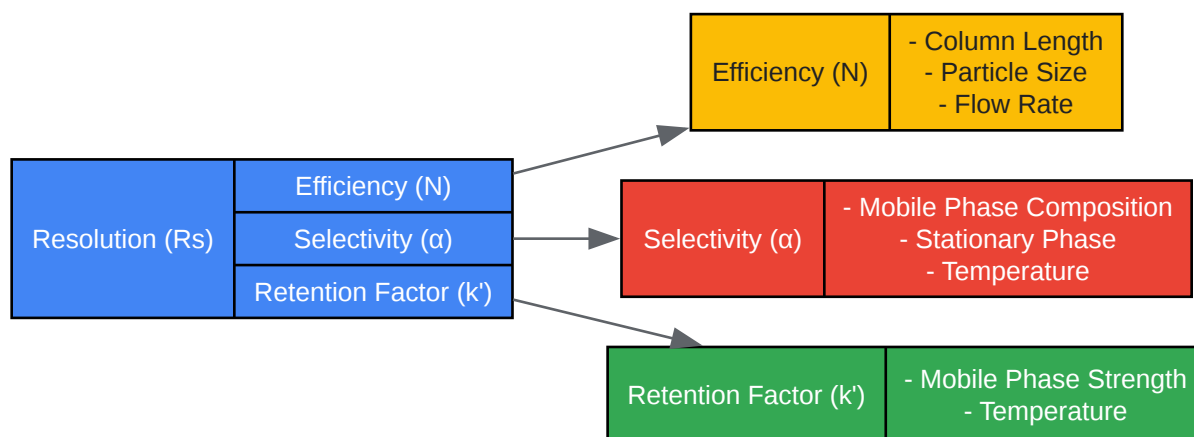 Resolution (Rs)
Efficiency (N)
Selectivity (α)
Retention Factor (k')
Efficiency (N)
- Column Length
- Particle Size
- Flow Rate
Selectivity (α)
- Mobile Phase Composition
- Stationary Phase
- Temperature
Retention Factor (k')
- Mobile Phase Strength
- Temperature